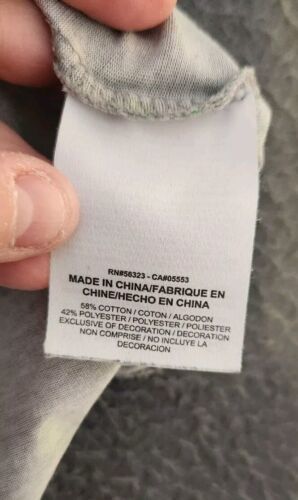 RN#56323 - CA#05553
MADE IN CHINA/FABRIQUE EN
CHINE/HECHO EN CHINA
58% COTTON / COTON / ALGODON
42% POLYESTER / POLYESTER / POLIESTER
EXCLUSIVE OF DECORATION / DECORATION
NON COMPRISE / NO INCLUYE LA
DECORACION